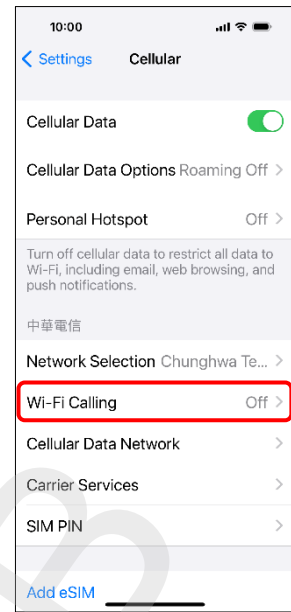 10:00
Settings Cellular
Cellular Data
Cellular Data Options Roaming Off
Personal Hotspot Off
Turn off cellular data to restrict all data to
Wi-Fi, including email, web browsing, and
push notifications.
中華電信
Network Selection Chunghwa Te...
Wi-Fi Calling Off
Cellular Data Network
Carrier Services
SIM PIN
Add eSIM